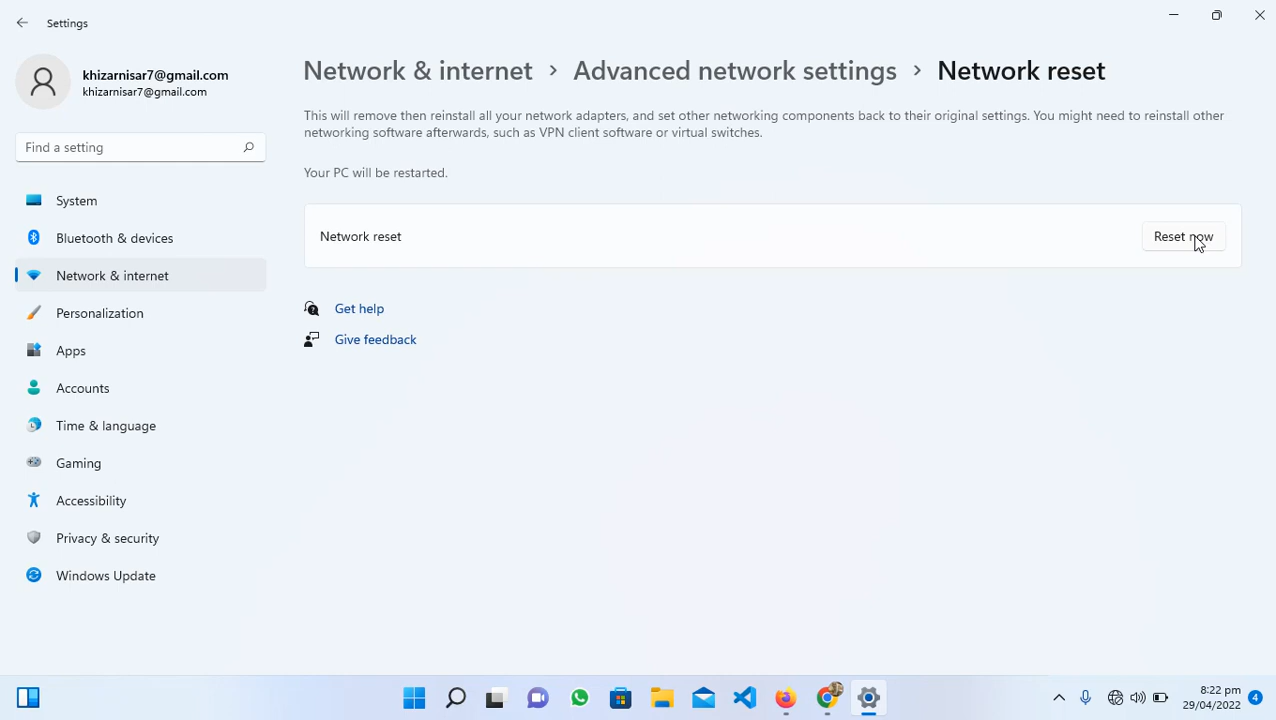 Settings
khizarnisar7@gmail.com
khizarnisar7@gmail.com
Find a setting
System
Bluetooth & devices
Network & internet
Personalization
Apps
Accounts
Time & language
Gaming
Accessibility
Privacy & security
Windows Update
Network & internet > Advanced network settings > Network reset
This will remove then reinstall all your network adapters, and set other networking components back to their original settings. You might need to reinstall other
networking software afterwards, such as VPN client software or virtual switches.
Your PC will be restarted.
Network reset Reset now
Get help
Give feedback
8:22 pm
29/04/2022
4